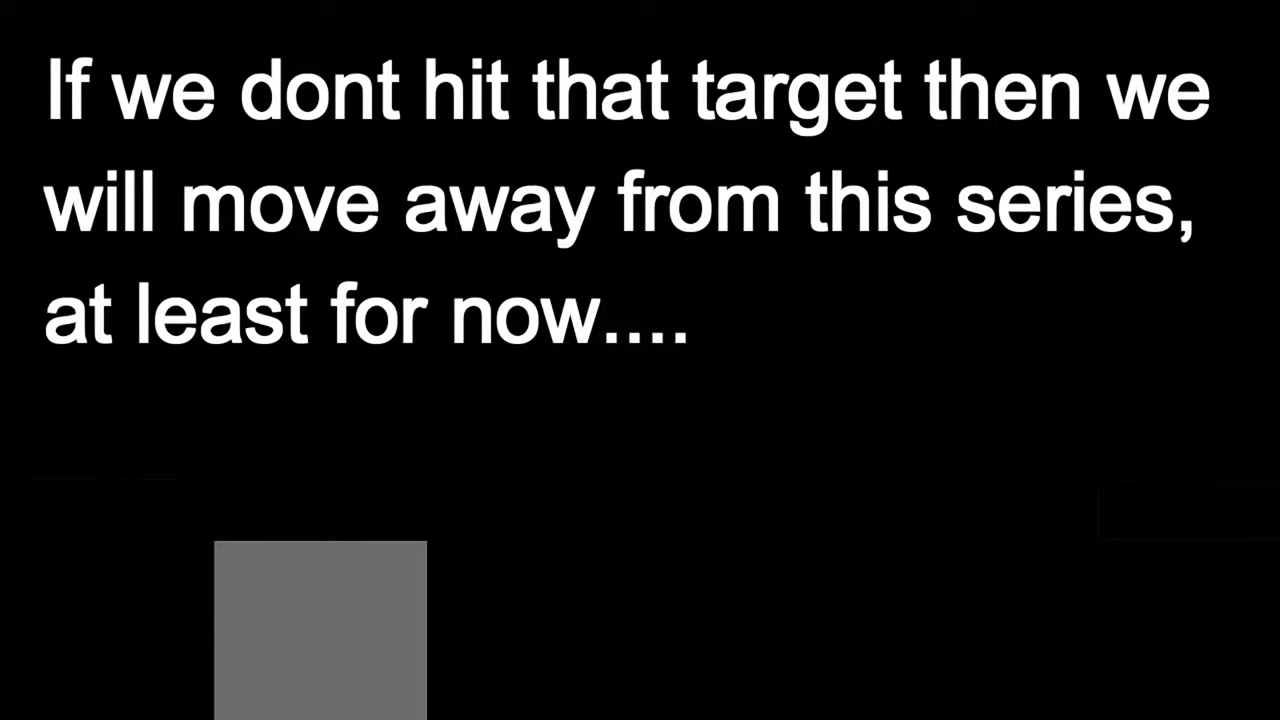 If we dont hit that target then we
will move away from this series,
at least for now....